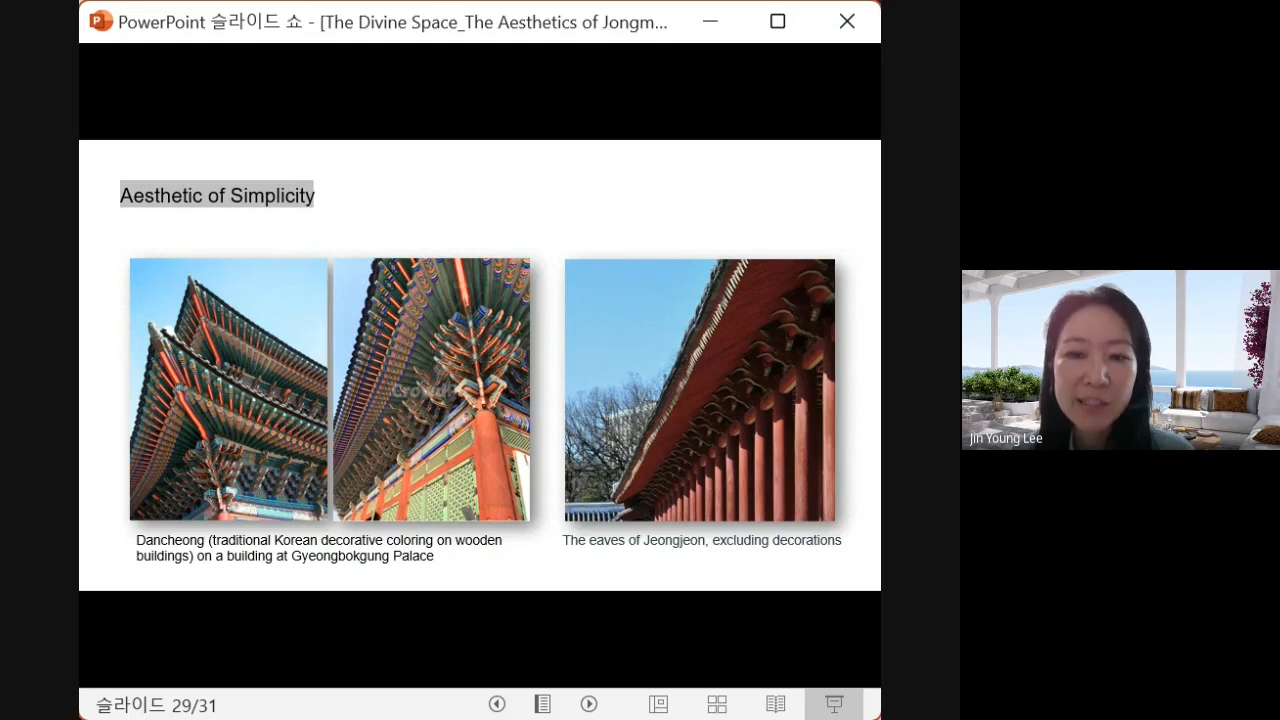 PowerPoint 슬라이드 쇼 - [The Divine Space_The Aesthetics of Jongm...
Aesthetic of Simplicity
Dancheong (traditional Korean decorative coloring on wooden
buildings) on a building at Gyeongbokgung Palace
The eaves of Jeongjeon, excluding decorations
Jin Young Lee
슬라이드 29/31